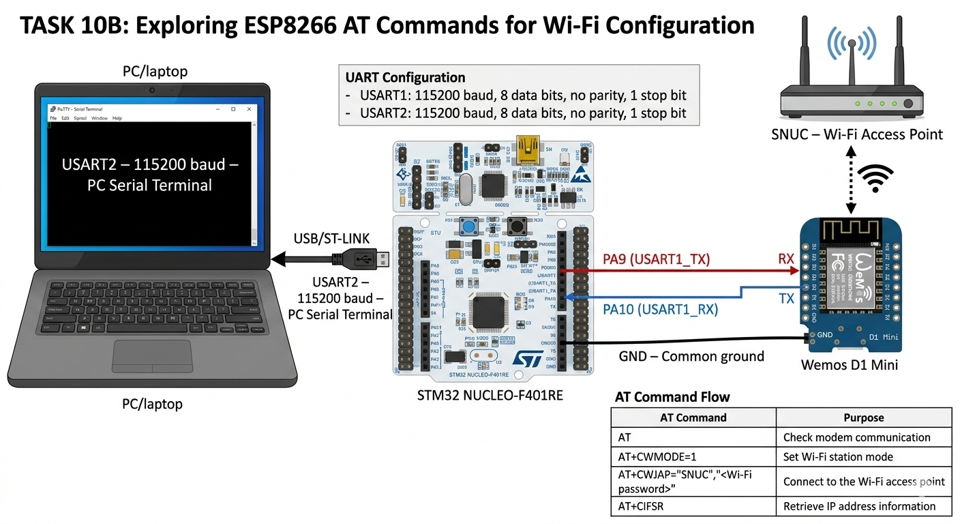 TASK 10B: Exploring ESP8266 AT Commands for Wi-Fi Configuration
PC/laptop
PuTTY - Sorial Terminal
USART2 – 115200 baud –
PC Serial Terminal
PC/laptop
UART Configuration
- USART1: 115200 baud, 8 data bits, no parity, 1 stop bit
- USART2: 115200 baud, 8 data bits, no parity, 1 stop bit
USB/ST-LINK
USART2 –
115200 baud –
PC Serial Terminal
STM32 NUCLEO-F401RE
STM32 NUCLEO-F401RE
PA9 (USART1_TX)
RX
TX
PA10 (USART1_RX)
GND – Common ground
SNUC – Wi-Fi Access Point
WeMis
GND
D1 Mini
Wemos D1 Mini
AT Command Flow
AT Command Purpose
AT Check modem communication
AT+CWMODE=1 Set Wi-Fi station mode
AT+CWJAP="SNUC","<Wi-Fi
password>" Connect to the Wi-Fi access point
AT+CIFSR Retrieve IP address information